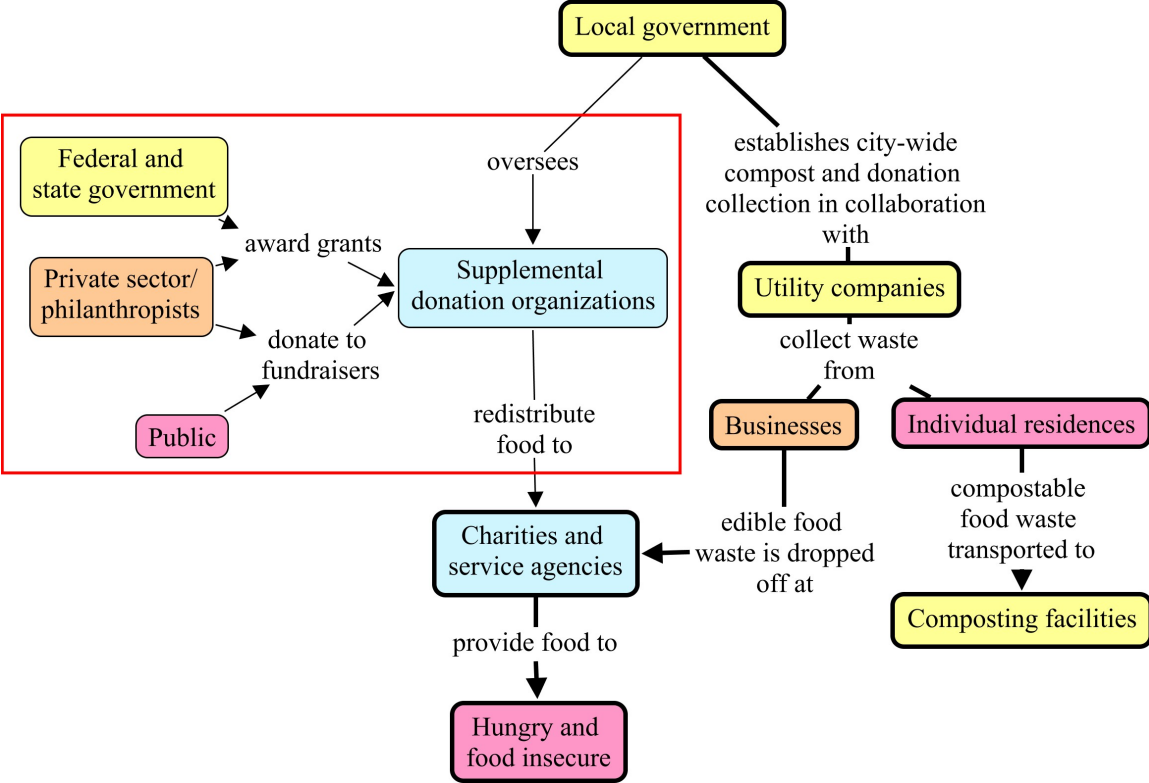 Local government
oversees
establishes city-wide
compost and donation
collection in collaboration
with
Federal and
state government
award grants
Private sector/
philanthropists
donate to
fundraisers
Public
Supplemental
donation organizations
redistribute
food to
Utility companies
collect waste
from
Businesses
Individual residences
edible food
waste is dropped
off at
compostable
food waste
transported to
Charities and
service agencies
Composting facilities
provide food to
Hungry and
food insecure